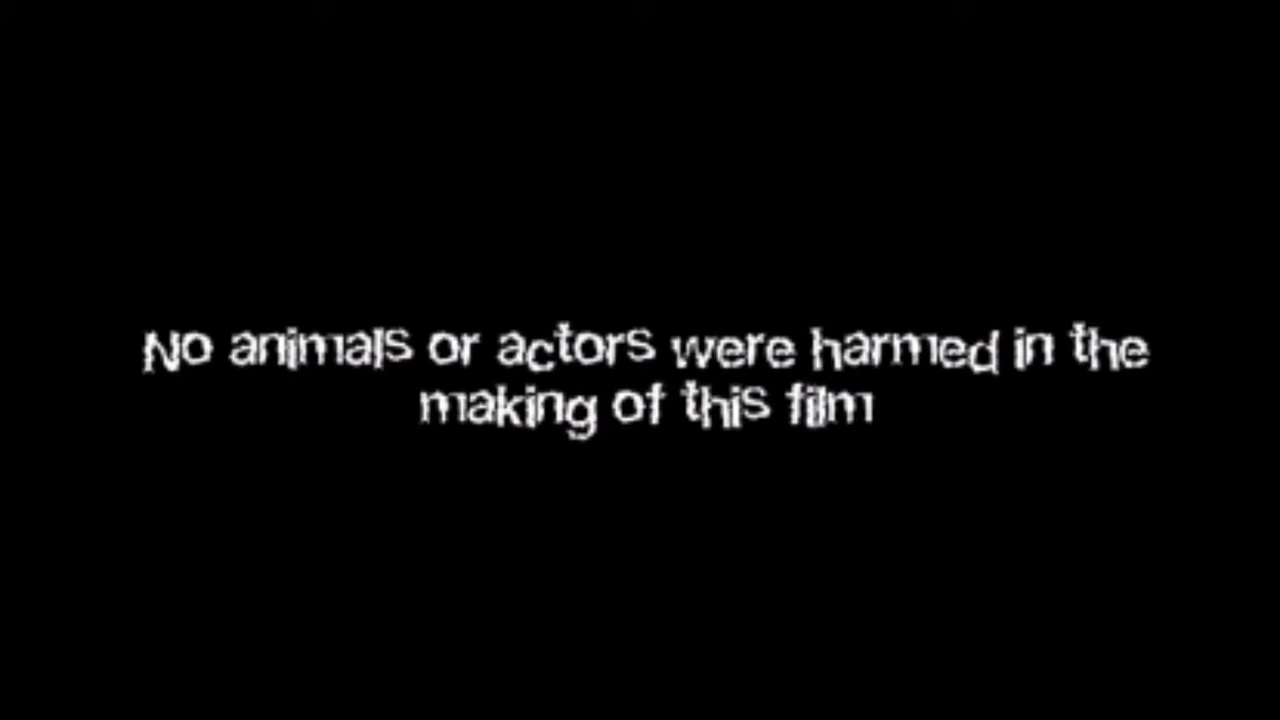 No animals or actors were harmed in the
making of this film